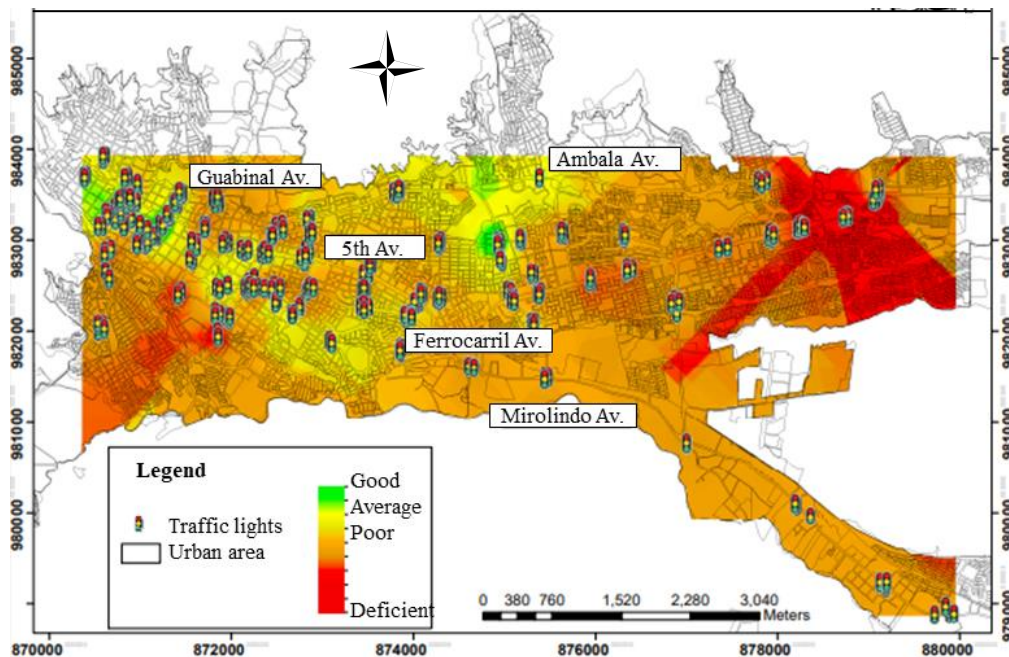 985000
984000
983000
982000
981000
980000
985000
984000
983000
982000
981000
980000
979000
Guabinal Av.
Ambala Av.
5th Av.
Ferrocarril Av.
Mirolindo Av.
Legend
Traffic lights
Urban area
Good
Average
Poor
Deficient
0 380 760 1,520 2,280 3,040
Meters
870000 872000 874000 876000 878000 880000